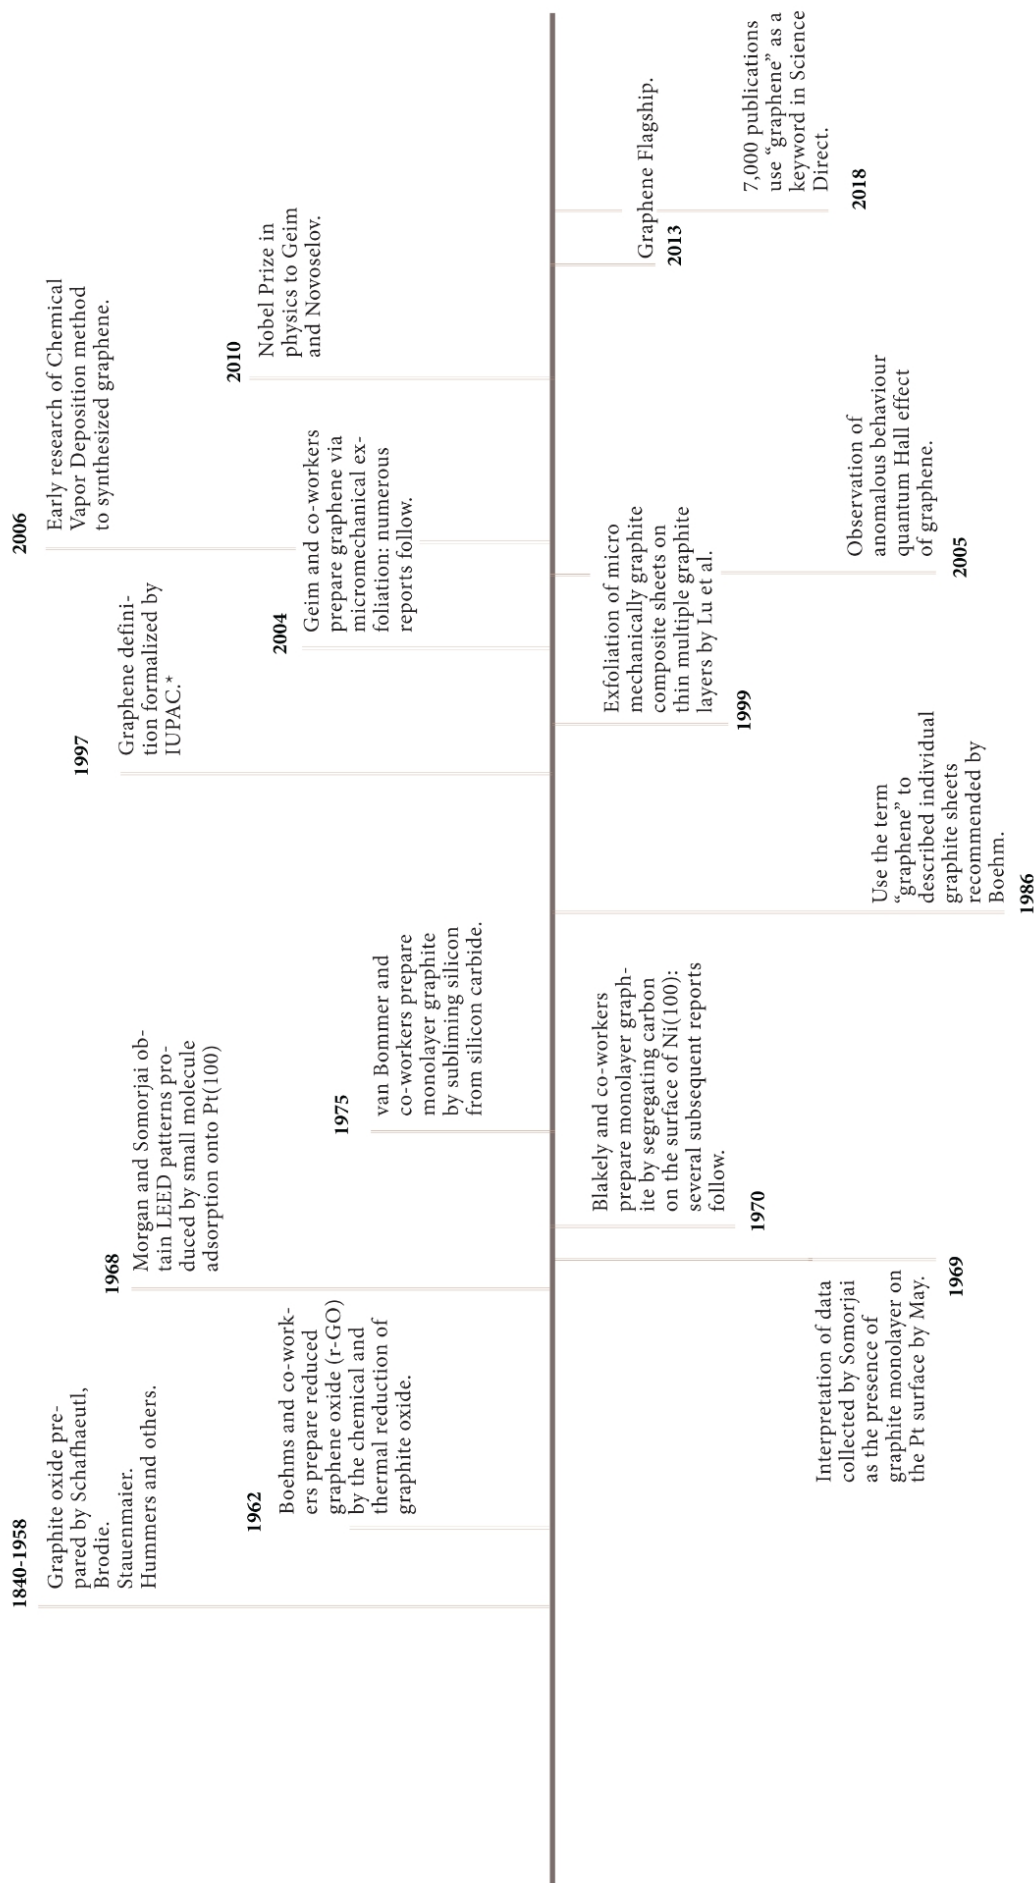 1840-1958
Graphite oxide pre-
pared by Schafhaeutl,
Brodie.
Stauenmaier.
Hummers and others.
1962
Boehms and co-work-
ers prepare reduced
graphene oxide (r-GO)
by the chemical and
thermal reduction of
graphite oxide.
1968
Morgan and Somorjai ob-
tain LEED patterns pro-
duced by small molecule
adsorption onto Pt(100)
Interpretation of data
collected by Somorjai
as the presence of
graphite monolayer on
the Pt surface by May.
1969
Blakely and co-workers
prepare monolayer graph-
ite by segregating carbon
on the surface of Ni(100):
several subsequent reports
follow.
1970
1975
van Bommer and
co-workers prepare
monolayer graphite
by subliming silicon
from silicon carbide.
Use the term
“graphene” to
described individual
graphite sheets
recommended by
Boehm.
1986
1997
Graphene defini-
tion formalized by
IUPAC.*
Exfoliation of micro
mechanically graphite
composite sheets on
thin multiple graphite
layers by Lu et al.
1999
2004
Geim and co-workers
prepare graphene via
micromechanical ex-
foliation: numerous
reports follow.
Observation of
anomalous behaviour
quantum Hall effect
of graphene.
2005
2006
Early research of Chemical
Vapor Deposition method
to synthesized graphene.
2010
Nobel Prize in
physics to Geim
and Novoselov.
Graphene Flagship.
2013
7,000 publications
use “graphene” as a
keyword in Science
Direct.
2018